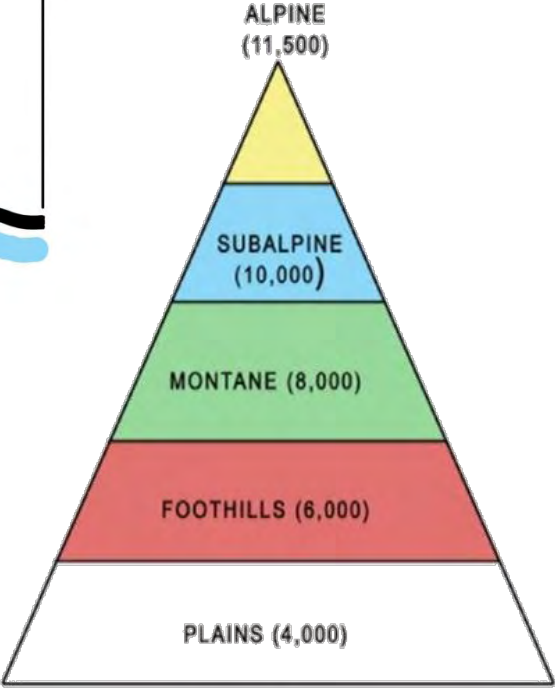 ALPINE
(11,500)
SUBALPINE
(10,000)
MONTANE (8,000)
FOOTHILLS (6,000)
PLAINS (4,000)